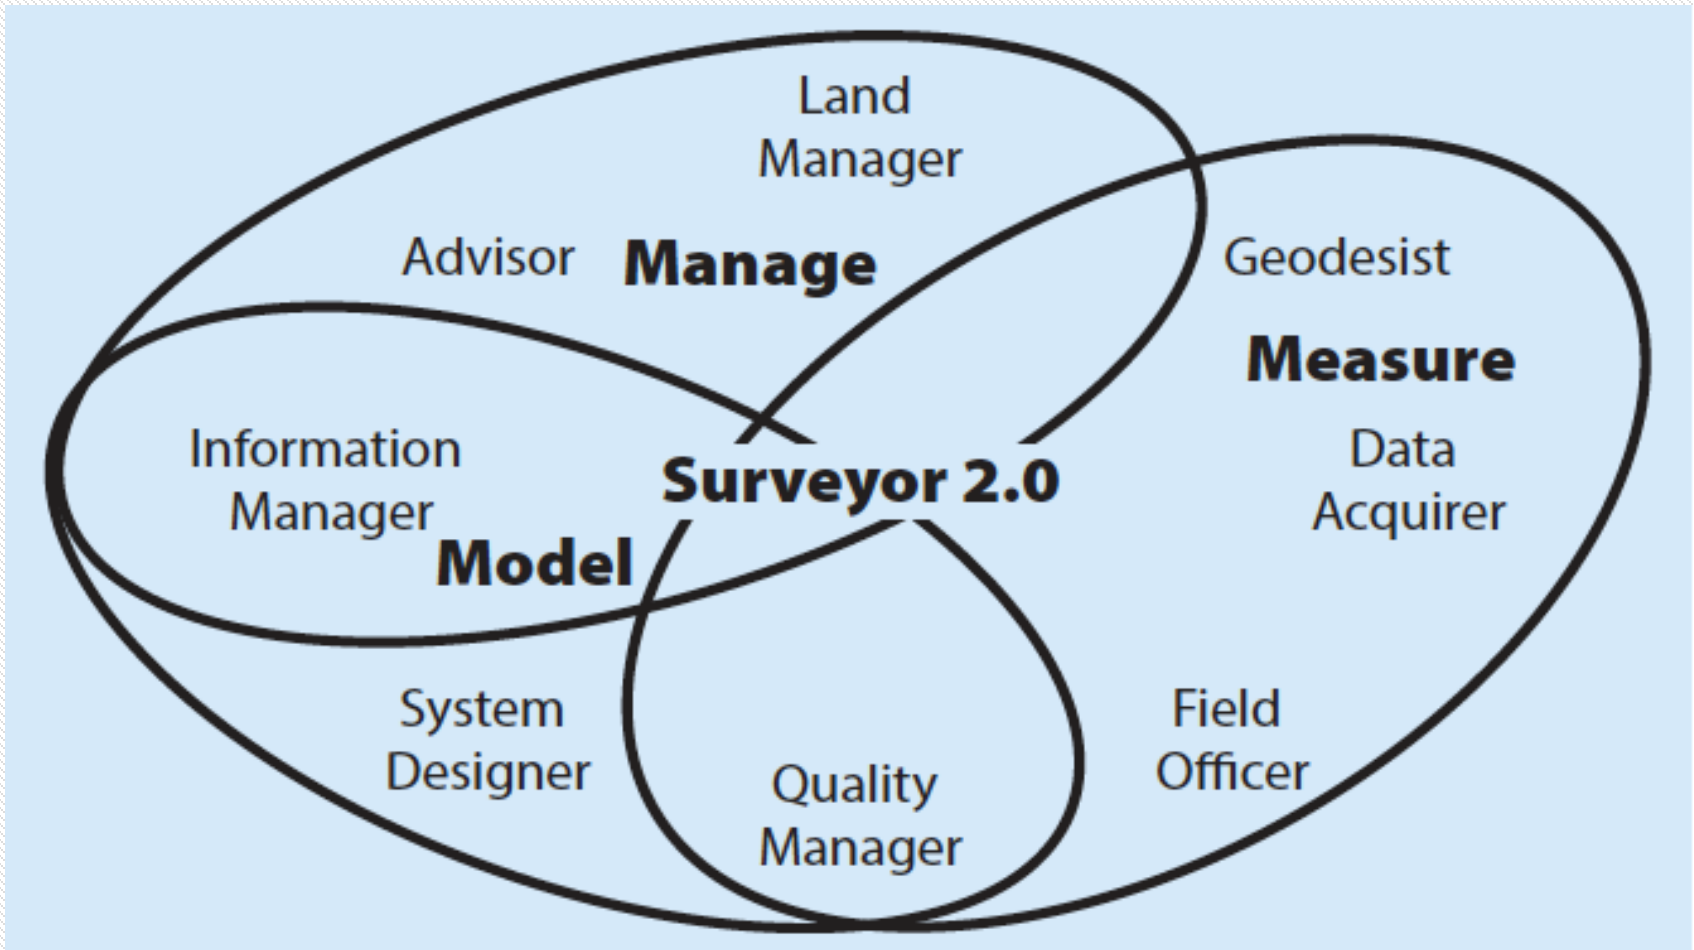 Land
Manager
Advisor
Manage
Geodesist
Measure
Information
Manager
Model
Surveyor 2.0
Data
Acquirer
System
Designer
Quality
Manager
Field
Officer